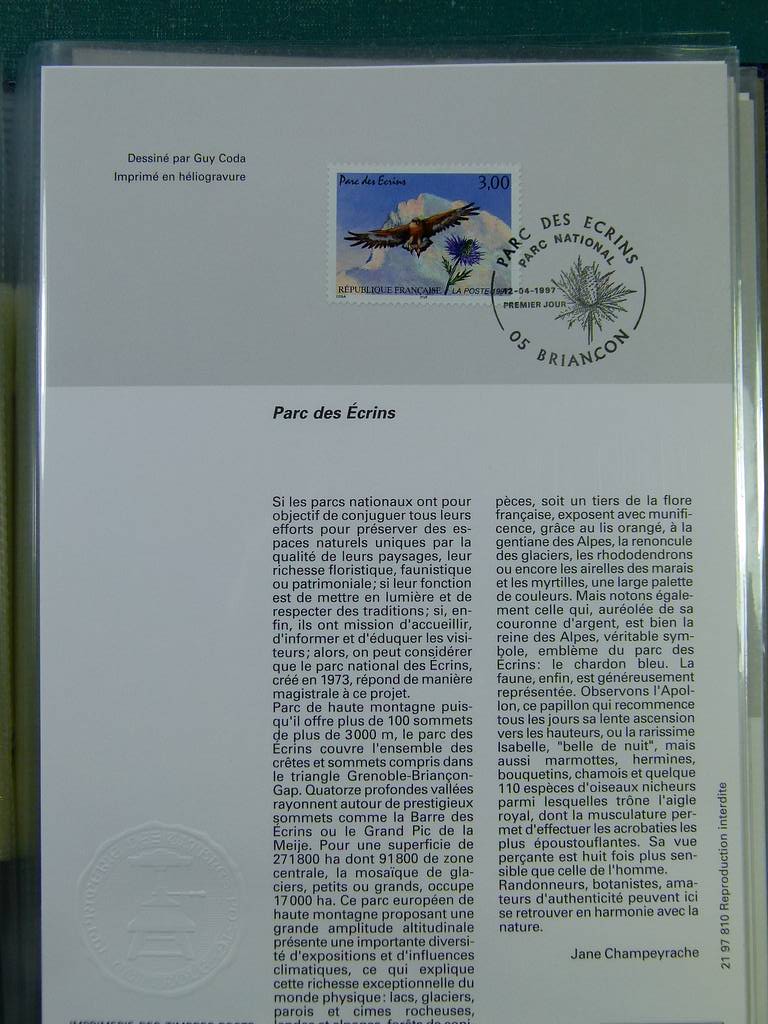 Dessiné par Guy Coda
Imprimé en héliogravure
Parc des Ecrins
3,00
RÉPUBLIQUE FRANÇAISE
LA POSTE 1997
PARC DES ECRINS
PARC NATIONAL
12-04-1997
PREMIER JOUR
05 BRIANCON
Parc des Écrins
Si les parcs nationaux ont pour
objectif de conjuguer tous leurs
efforts pour préserver des es-
paces naturels uniques par la
qualité de leurs paysages, leur
richesse floristique, faunistique
ou patrimoniale; si leur fonction
est de mettre en lumière et de
respecter des traditions; si, en-
fin, ils ont mission d'accueillir,
d'informer et d'éduquer les visi-
teurs; alors, on peut considérer
que le parc national des Écrins,
créé en 1973, répond de manière
magistrale à ce projet.
Parc de haute montagne puis-
qu'il offre plus de 100 sommets
de plus de 3000 m, le parc des
Écrins couvre l'ensemble des
crêtes et sommets compris dans
le triangle Grenoble-Briançon-
Gap. Quatorze profondes vallées
rayonnent autour de prestigieux
sommets comme la Barre des
Écrins ou le Grand Pic de la
Meije. Pour une superficie de
271800 ha dont 91800 de zone
centrale, la mosaïque de gla-
ciers, petits ou grands, occupe
17000 ha. Ce parc européen de
haute montagne proposant une
grande amplitude altitudinale
présente une importante diversi-
té d'expositions et d'influences
climatiques, ce qui explique
cette richesse exceptionnelle du
monde physique: lacs, glaciers,
parois et cimes rocheuses,
landes et alpages, forêts de coni-
pèces, soit un tiers de la flore
française, exposent avec munifi-
cence, grâce au lis orangé, à la
gentiane des Alpes, la renoncule
des glaciers, les rhododendrons
ou encore les airelles des marais
et les myrtilles, une large palette
de couleurs. Mais notons égale-
ment celle qui, auréolée de sa
couronne d'argent, est bien la
reine des Alpes, véritable sym-
bole, emblème du parc des
Écrins: le chardon bleu. La
faune, enfin, est généreusement
représentée. Observons l'Apol-
lon, ce papillon qui recommence
tous les jours sa lente ascension
vers les hauteurs, ou la rarissime
Isabelle, "belle de nuit", mais
aussi marmottes, hermines,
bouquetins, chamois et quelque
110 espèces d'oiseaux nicheurs
parmi lesquelles trône l'aigle
royal, dont la musculature per-
met d'effectuer les acrobaties les
plus époustouflantes. Sa vue
perçante est huit fois plus sen-
sible que celle de l'homme.
Randonneurs, botanistes, ama-
teurs d'authenticité peuvent ici
se retrouver en harmonie avec la
nature.
Jane Champeyrache
21 97 810 Reproduction interdite
IMPRIMERIE DES TIMBRES-POSTE